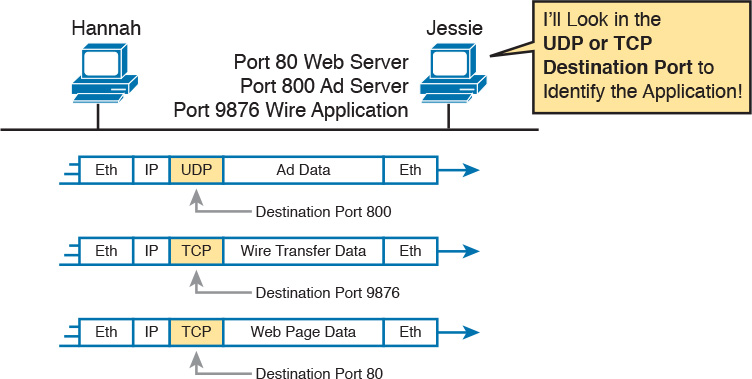 Hannah
Jessie
I’ll Look in the
UDP or TCP
Destination Port to
Identify the Application!
Port 80 Web Server
Port 800 Ad Server
Port 9876 Wire Application
Eth IP UDP Ad Data Eth
Destination Port 800
Eth IP TCP Wire Transfer Data Eth
Destination Port 9876
Eth IP TCP Web Page Data Eth
Destination Port 80